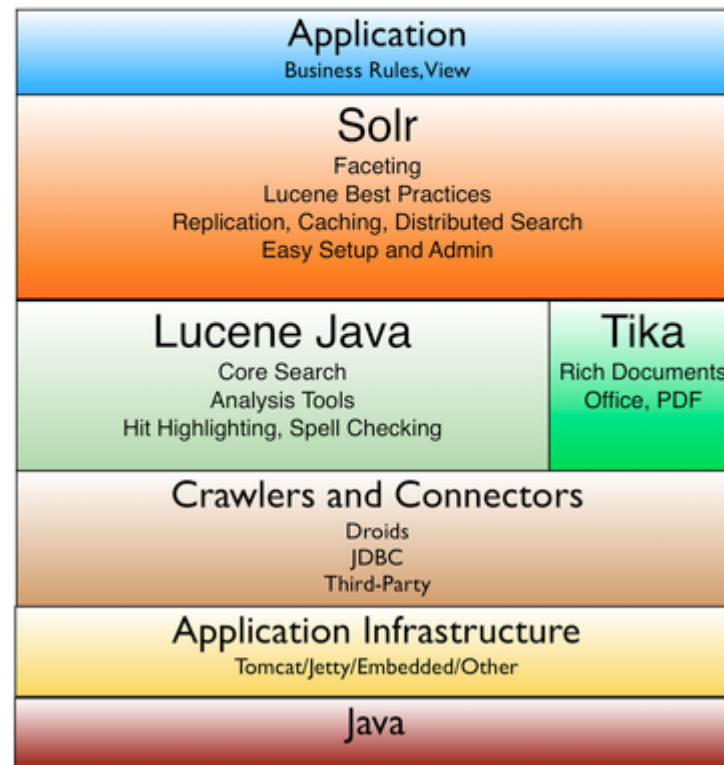 Application
Business Rules, View
Solr
Faceting
Lucene Best Practices
Replication, Caching, Distributed Search
Easy Setup and Admin
Lucene Java
Core Search
Analysis Tools
Hit Highlighting, Spell Checking
Tika
Rich Documents
Office, PDF
Crawlers and Connectors
Droids
JDBC
Third-Party
Application Infrastructure
Tomcat/Jetty/Embedded/Other
Java